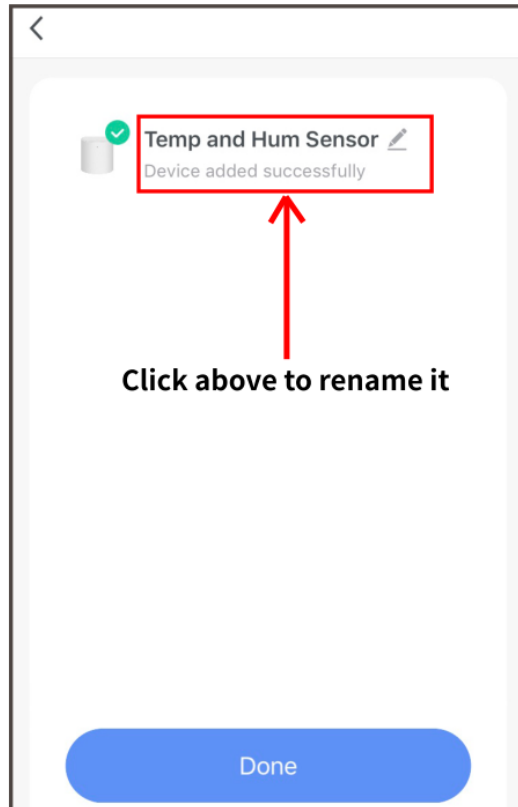 Temp and Hum Sensor
Device added successfully
Click above to rename it
Done